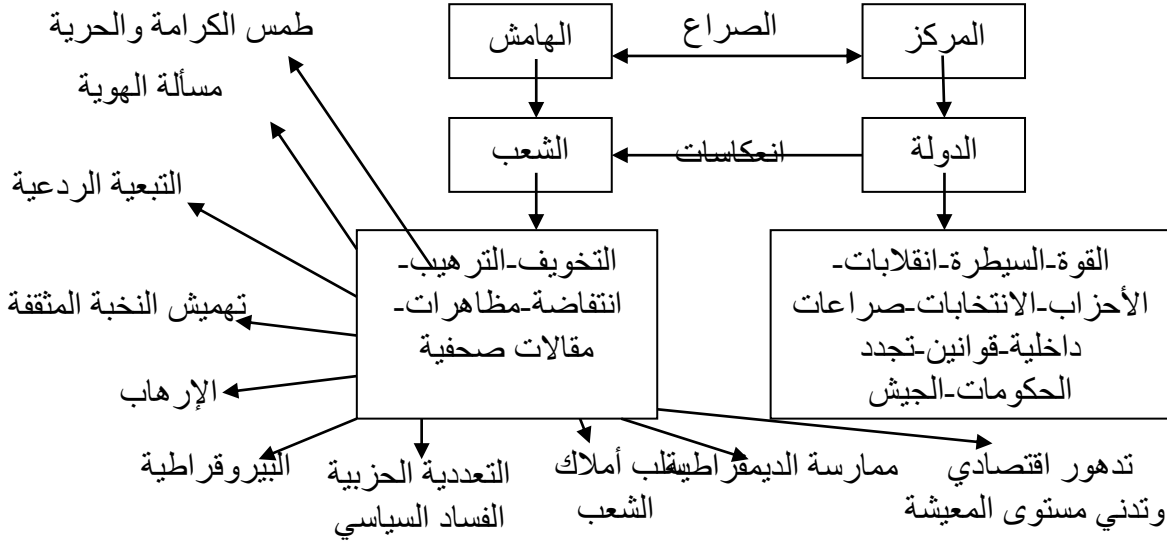 المركز
الصراع
الهامش
طمس الكرامة والحرية
مسألة الهوية
الدولة
انعكاسات
الشعب
التبعية الردعية
القوة-السيطرة-انقلابات-
الأحزاب-الانتخابات-صراعات
داخلية-قوانين-تجدد
الحكومات-الجيش
التخويف-الترهيب-
انتفاضة-مظاهرات-
مقالات صحفية
تهميش النخبة المثقفة
الإرهاب
تدهور اقتصادي
وتدني مستوى المعيشة
ممارسة الديمقراطية
سلب أملاك
الشعب
التعددية الحزبية
الفساد السياسي
البيروقراطية